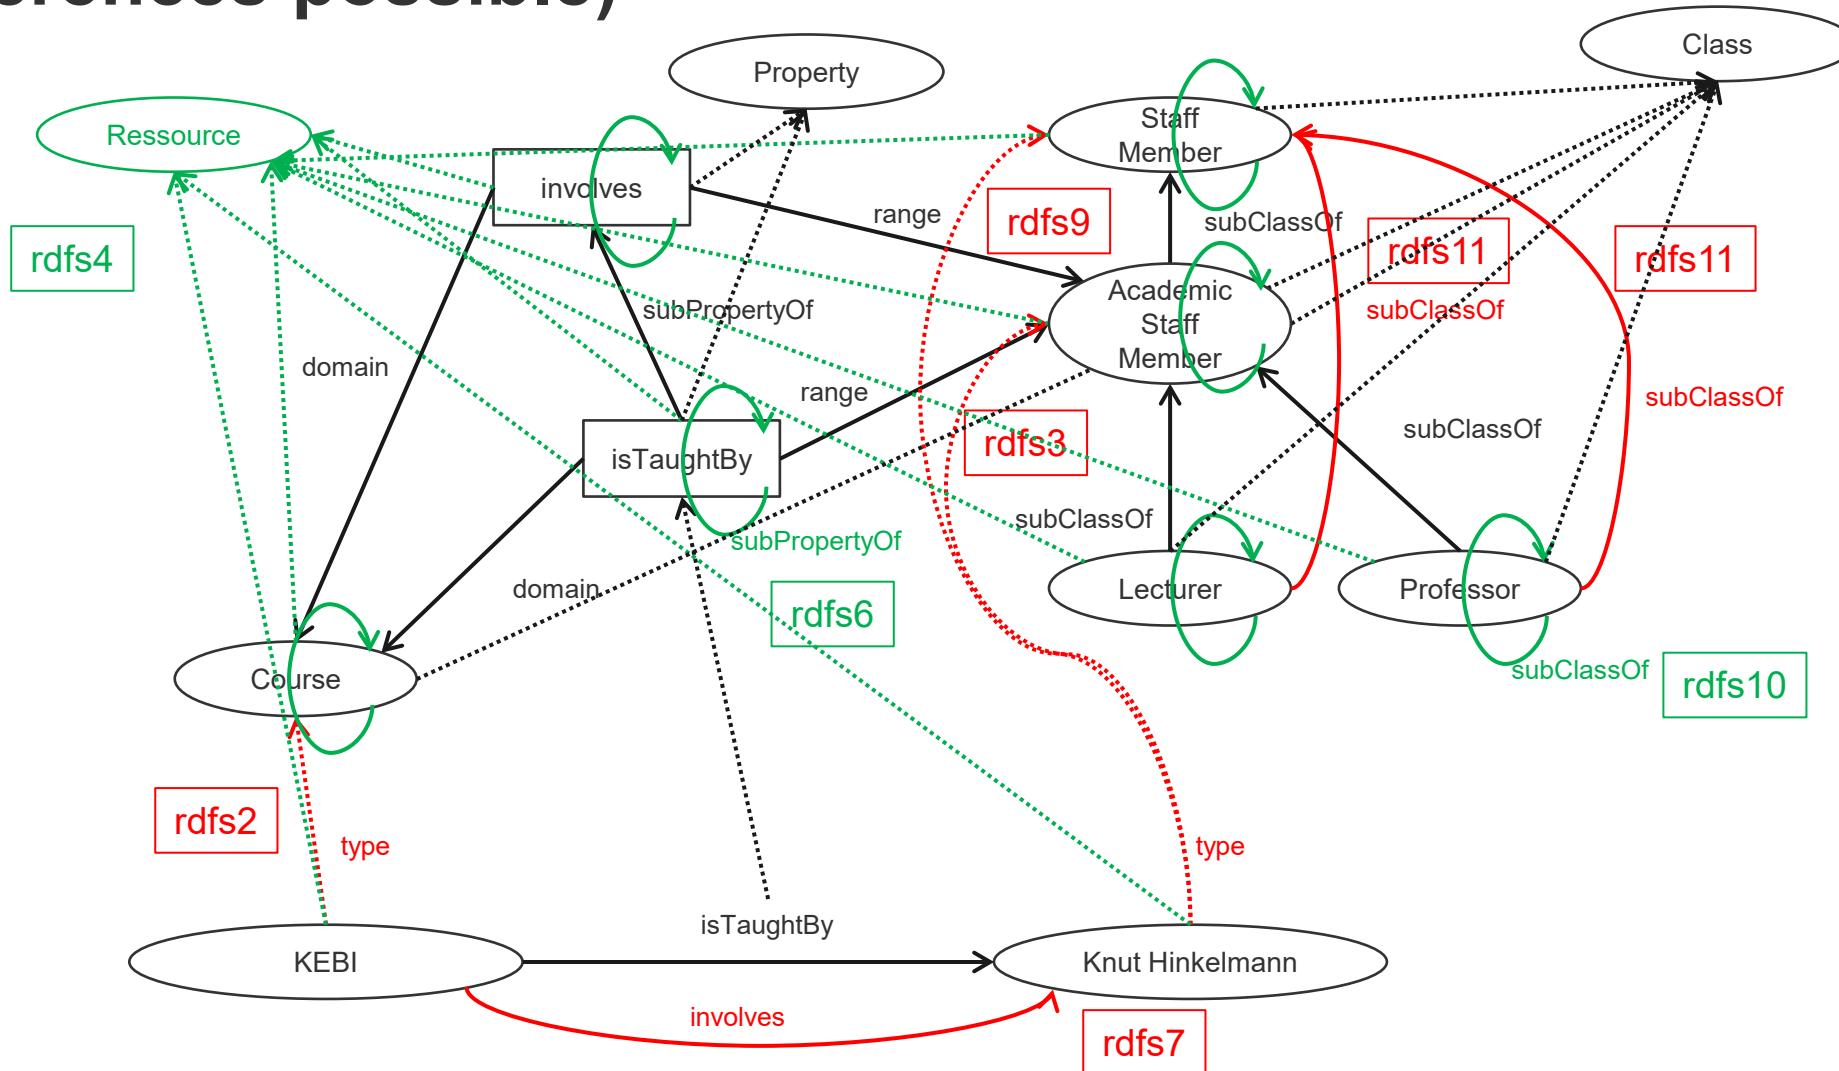 erences possible)
Property
Class
Ressource
Staff
Member
involves
range
rdfs9
subClassOf
rdfs11
rdfs11
rdfs4
Academic
Staff
Member
subPropertyOf
subClassOf
domain
range
subClassOf
subClassOf
rdfs3
isTaughtBy
subClassOf
subPropertyOf
domain
rdfs6
Lecturer
Professor
Course
subClassOf
rdfs10
rdfs2
type
type
isTaughtBy
KEBI
Knut Hinkelmann
involves
rdfs7